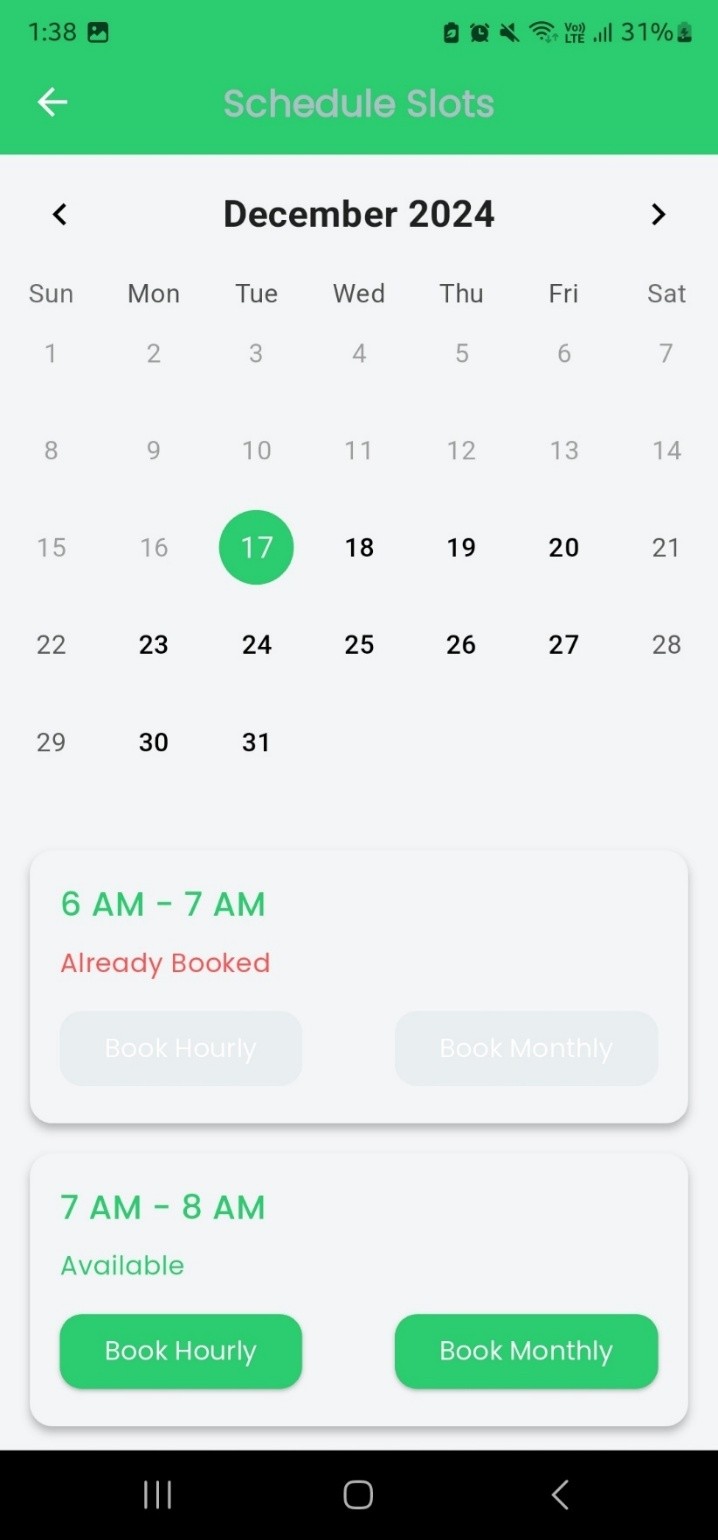 1:38 Vo)) LTE 31%
Schedule Slots
December 2024
Sun Mon Tue Wed Thu Fri Sat
1 2 3 4 5 6 7
8 9 10 11 12 13 14
15 16 17 18 19 20 21
22 23 24 25 26 27 28
29 30 31
6 AM - 7 AM
Already Booked
Book Hourly Book Monthly
7 AM - 8 AM
Available
Book Hourly Book Monthly